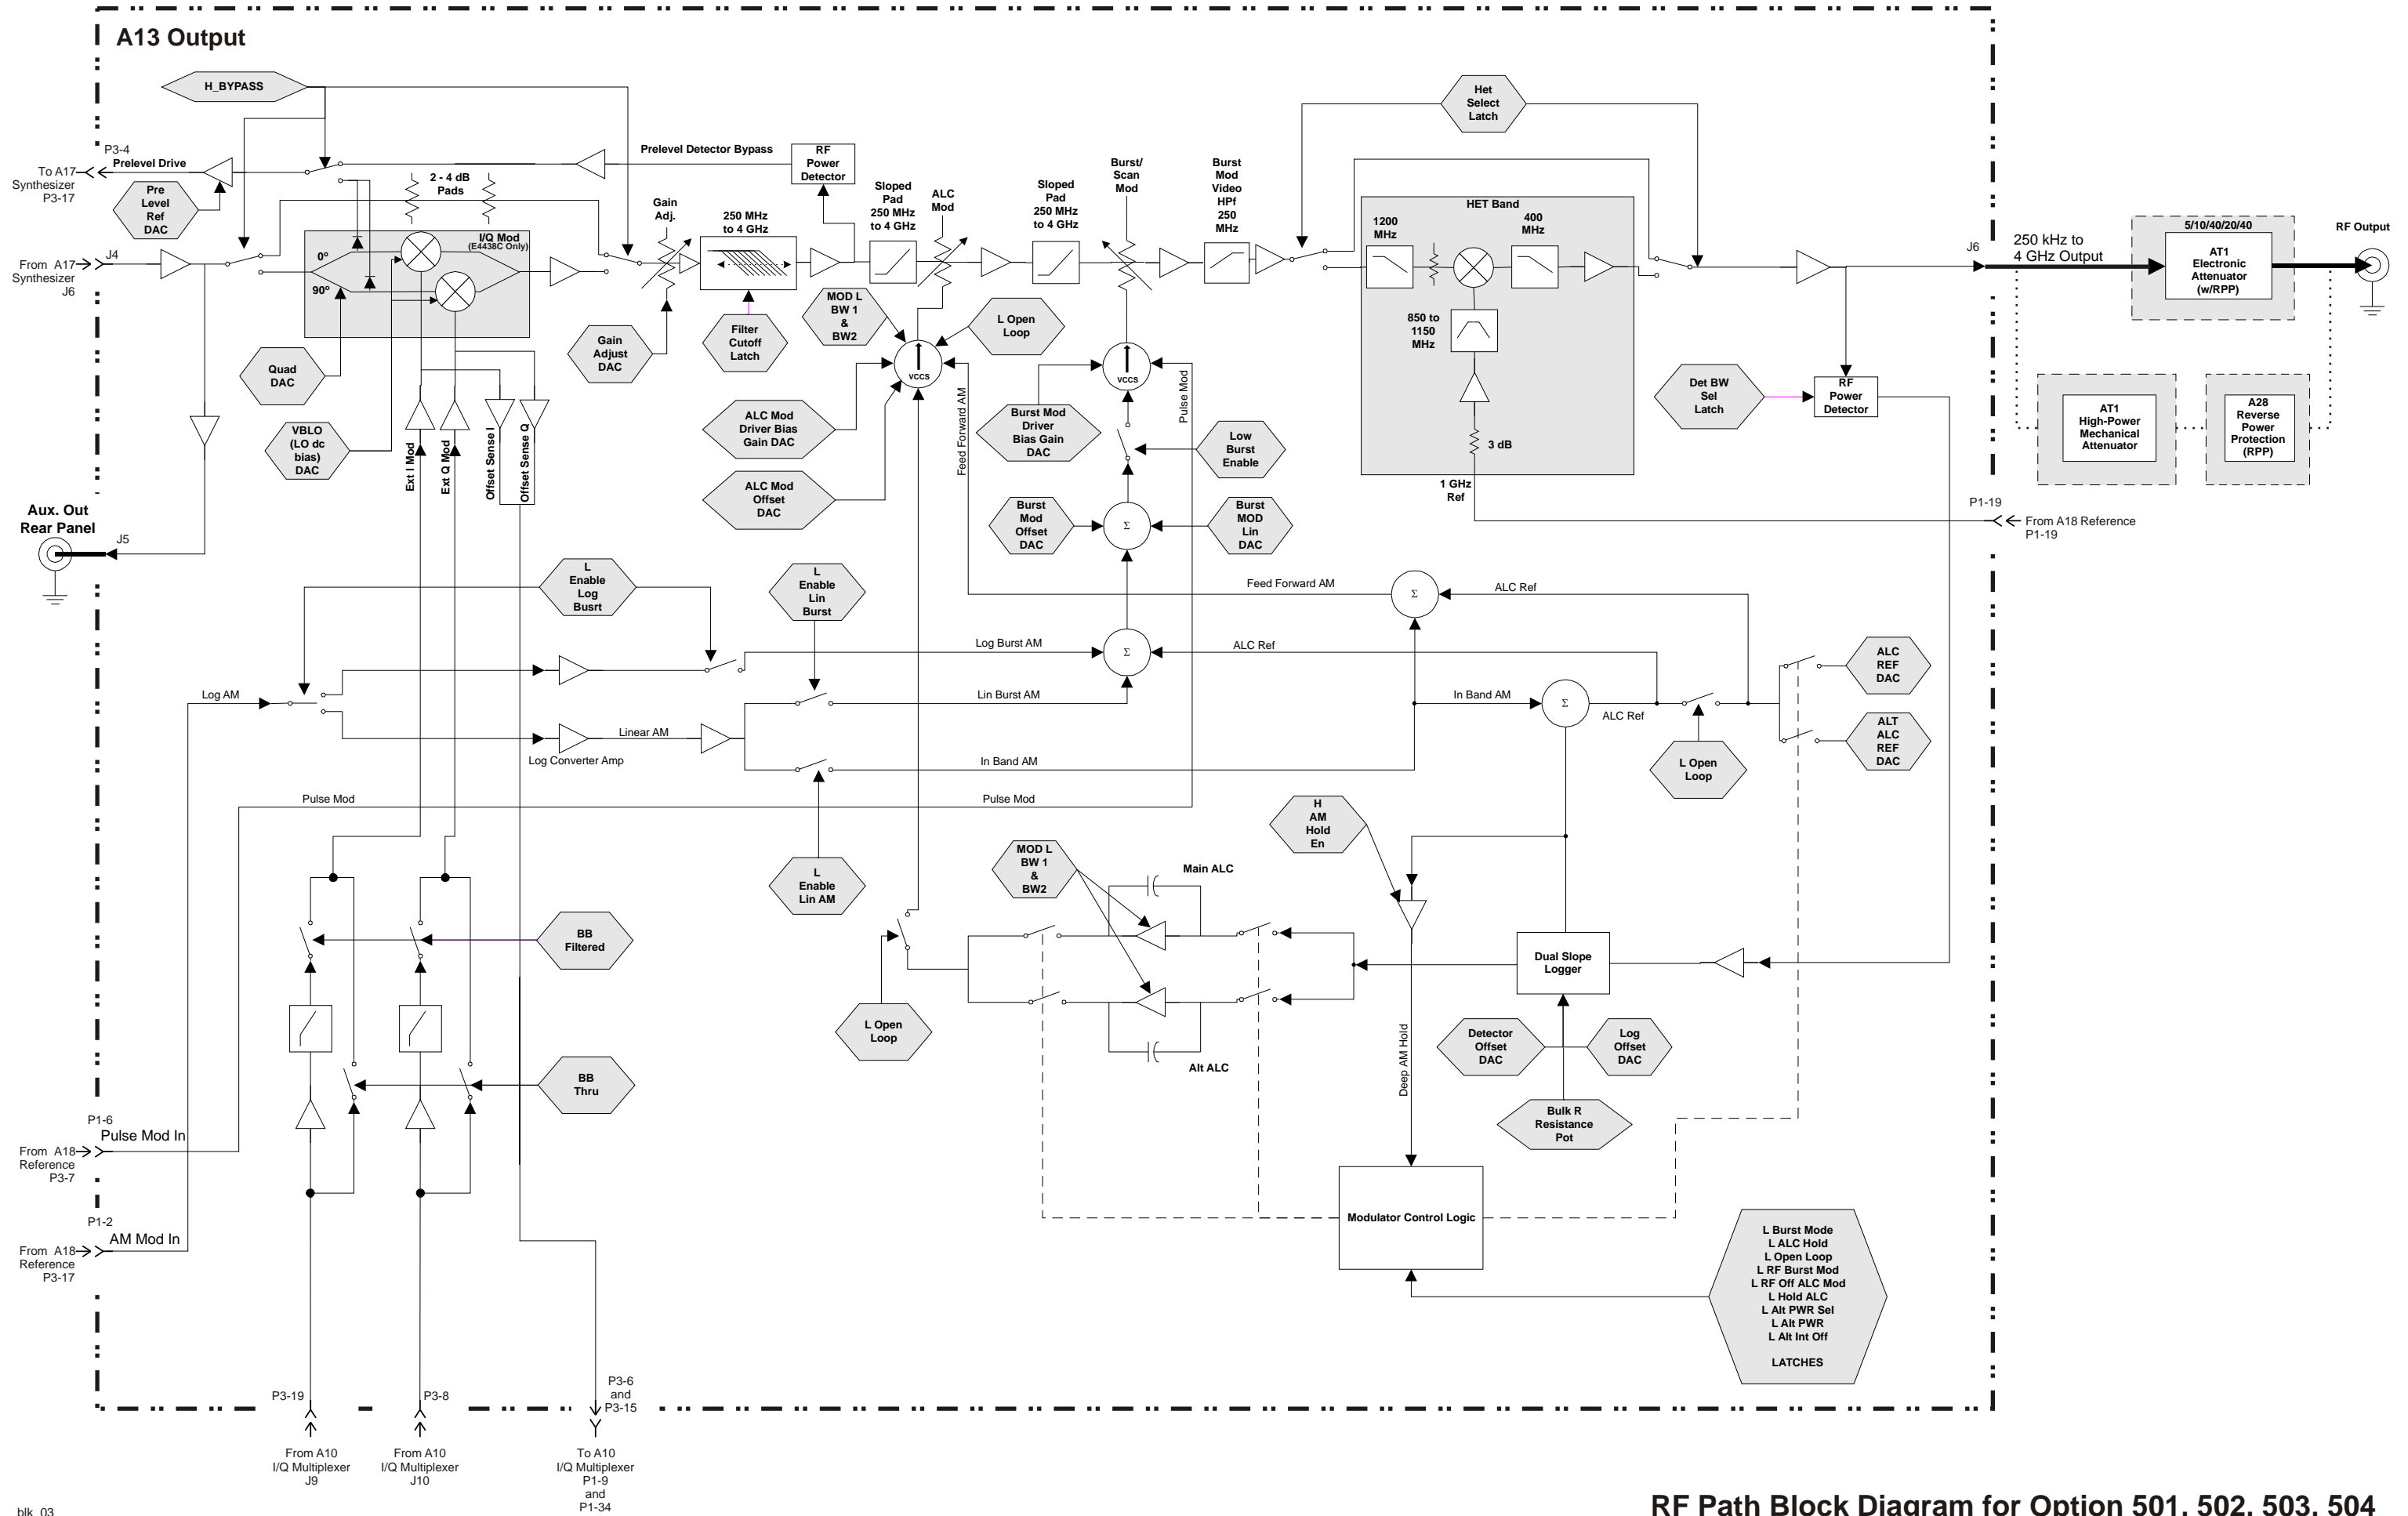 A13 Output
H_BYPASS
P3-4
Prelevel Drive
To A17
Synthesizer
P3-17
Pre
Level
Ref
DAC
2 - 4 dB
Pads
Prelevel Detector Bypass
RF
Power
Detector
Gain
Adj.
250 MHz
to 4 GHz
Sloped
Pad
250 MHz
to 4 GHz
ALC
Mod
Sloped
Pad
250 MHz
to 4 GHz
Burst/
Scan
Mod
Burst
Mod
Video
HPf
250
MHz
Het
Select
Latch
HET Band
1200
MHz
400
MHz
850 to
1150
MHz
3 dB
1 GHz
Ref
J4
From A17
Synthesizer
J6
I/Q Mod
(E4438C Only)
0º
90º
Quad
DAC
VBLO
(LO dc
bias)
DAC
Ext I Mod
Ext Q Mod
Offset Sense I
Offset Sense Q
Gain
Adjust
DAC
Filter
Cutoff
Latch
MOD L
BW 1
&
BW2
L Open
Loop
VCCS
VCCS
ALC Mod
Driver Bias
Gain DAC
ALC Mod
Offset
DAC
Feed Forward AM
Burst Mod
Driver
Bias Gain
DAC
Pulse Mod
Low
Burst
Enable
Burst
Mod
Offset
DAC
Σ
Burst
MOD
Lin
DAC
Det BW
Sel
Latch
RF
Power
Detector
J6
250 kHz to
4 GHz Output
5/10/40/20/40
AT1
Electronic
Attenuator
(w/RPP)
RF Output
AT1
High-Power
Mechanical
Attenuator
A28
Reverse
Power
Protection
(RPP)
P1-19
From A18 Reference
P1-19
Aux. Out
Rear Panel
J5
L
Enable
Log
Busrt
L
Enable
Lin
Burst
Feed Forward AM
Σ
ALC Ref
Log Burst AM
Σ
ALC Ref
Log AM
Lin Burst AM
In Band AM
Σ
ALC Ref
ALC
REF
DAC
ALT
ALC
REF
DAC
L Open
Loop
Linear AM
Log Converter Amp
In Band AM
Pulse Mod
Pulse Mod
L
Enable
Lin AM
H
AM
Hold
En
MOD L
BW 1
&
BW2
Main ALC
Alt ALC
BB
Filtered
BB
Thru
L Open
Loop
Dual Slope
Logger
Detector
Offset
DAC
Log
Offset
DAC
Bulk R
Resistance
Pot
Deep AM Hold
Modulator Control Logic
L Burst Mode
L ALC Hold
L Open Loop
L RF Burst Mod
L RF Off ALC Mod
L Hold ALC
L Alt PWR Sel
L Alt PWR
L Alt Int Off
LATCHES
P1-6
Pulse Mod In
From A18
Reference
P3-7
P1-2
AM Mod In
From A18
Reference
P3-17
P3-19
From A10
I/Q Multiplexer
J9
P3-8
From A10
I/Q Multiplexer
J10
P3-6
and
P3-15
To A10
I/Q Multiplexer
P1-9
and
P1-34
blk_03
RF Path Block Diagram for Option 501, 502, 503, 504